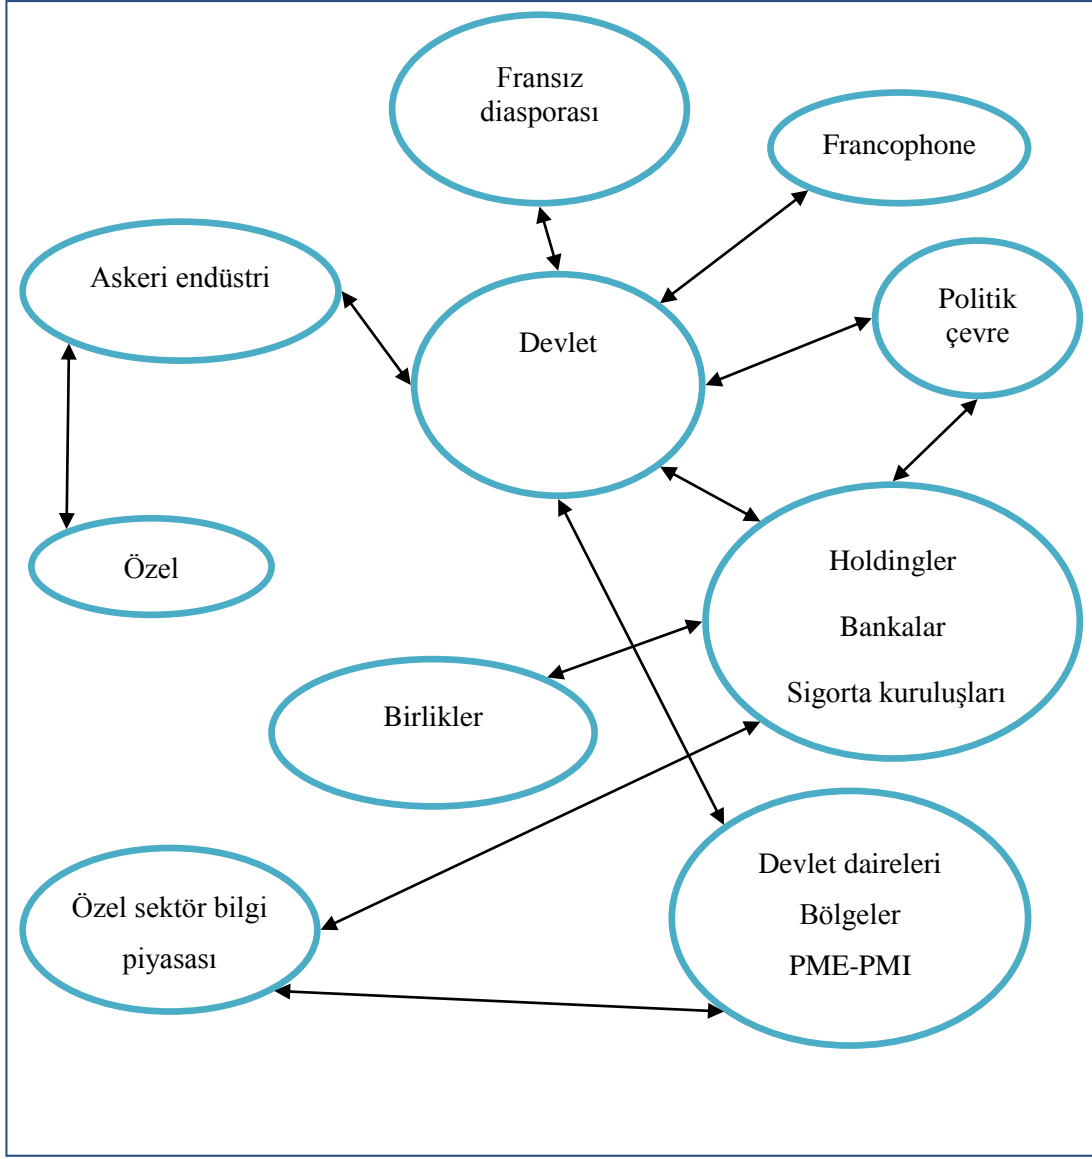 Fransız
diasporası
Francophone
Askeri endüstri
Politik
çevre
Devlet
Özel
Holdingler
Bankalar
Sigorta kuruluşları
Birlikler
Devlet daireleri
Bölgeler
PME-PMI
Özel sektör bilgi
piyasası